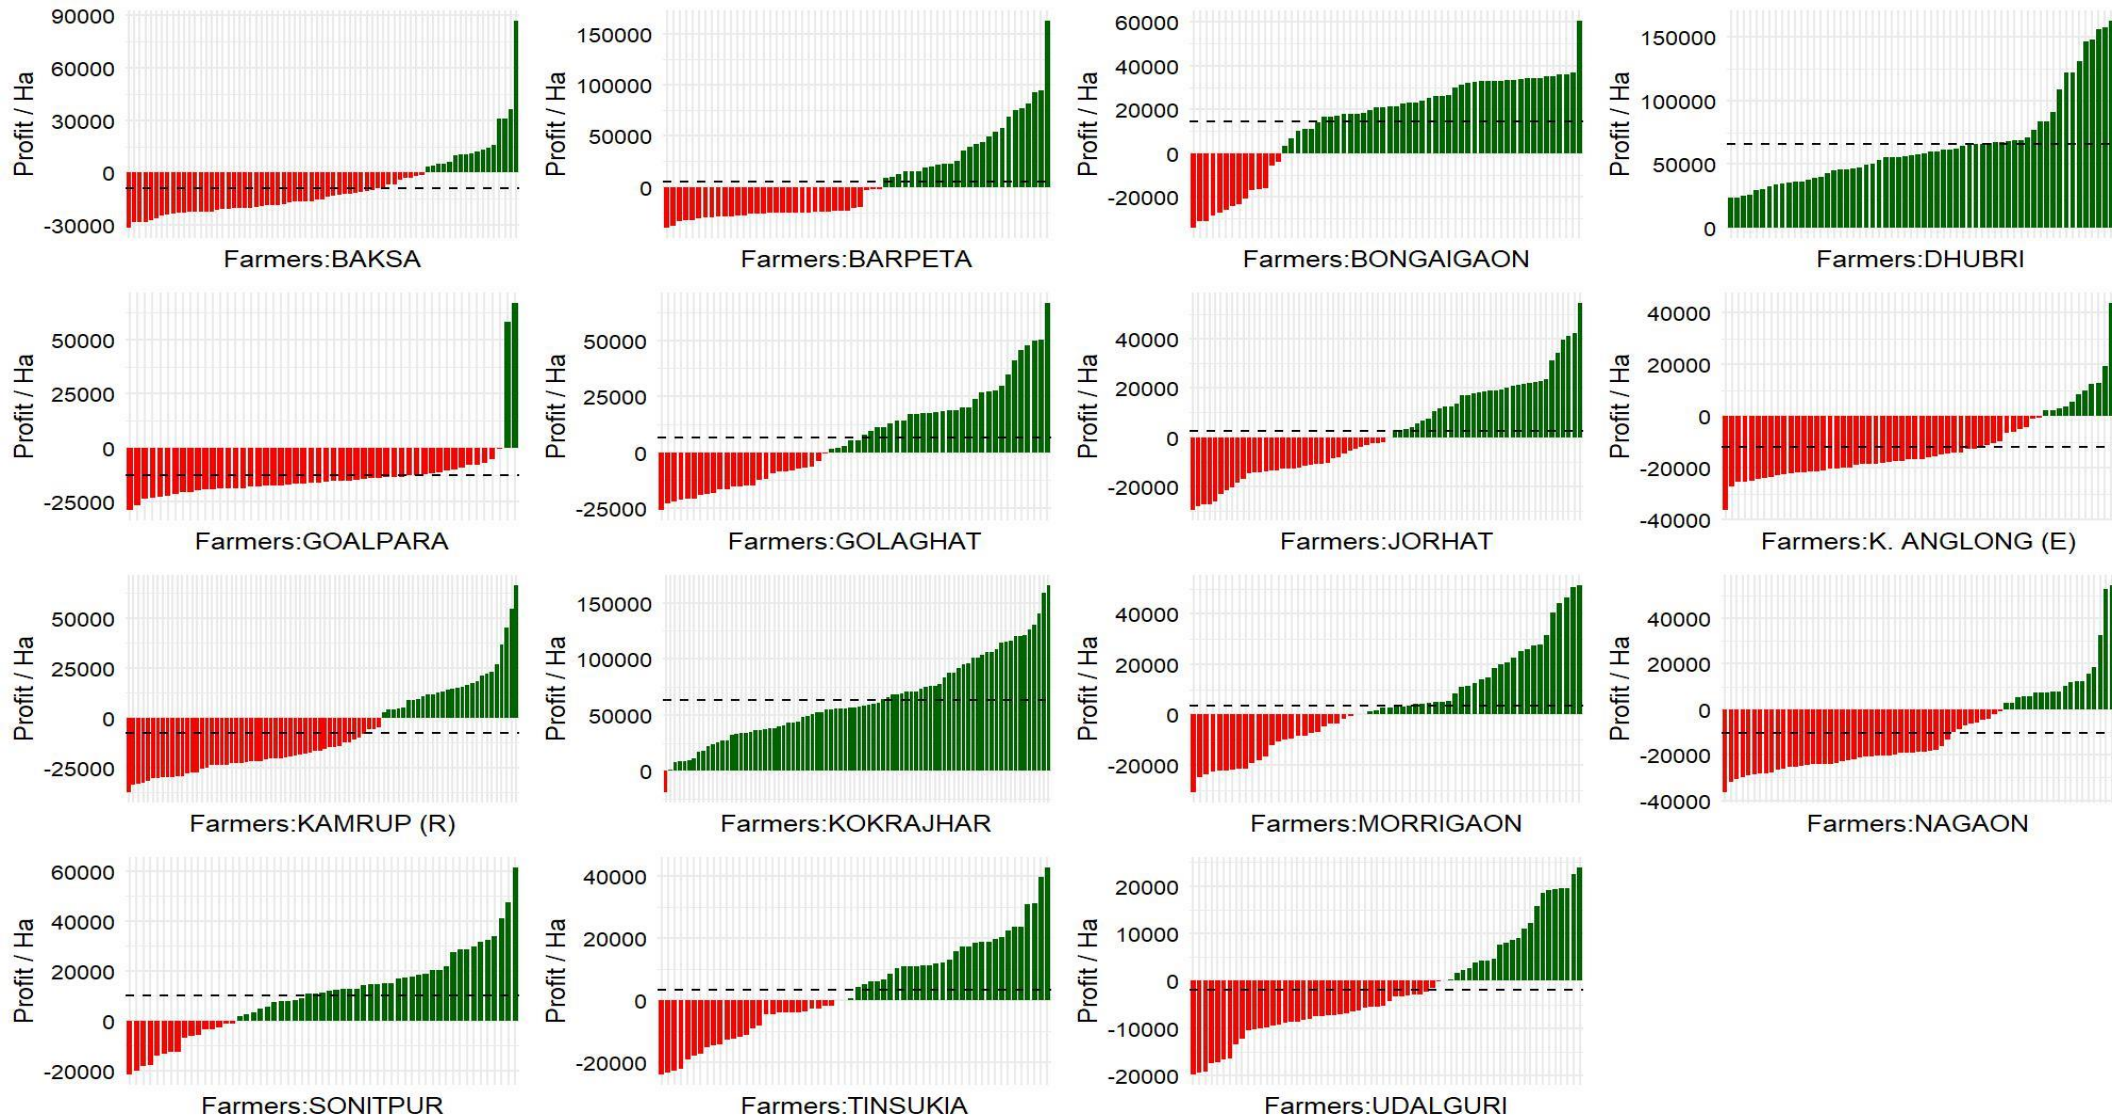 90000
60000
30000
0
-30000
Profit / Ha
Farmers:BAKSA
150000
100000
50000
0
Profit / Ha
Farmers:BARPETA
60000
40000
20000
0
-20000
Profit / Ha
Farmers:BONGAIGAON
150000
100000
50000
0
Profit / Ha
Farmers:DHUBRI
50000
25000
0
-25000
Profit / Ha
Farmers:GOALPARA
50000
25000
0
-25000
Profit / Ha
Farmers:GOLAGHAT
40000
20000
0
-20000
Profit / Ha
Farmers:JORHAT
40000
20000
0
-20000
-40000
Profit / Ha
Farmers:K. ANGLONG (E)
50000
25000
0
-25000
Profit / Ha
Farmers:KAMRUP (R)
150000
100000
50000
0
Profit / Ha
Farmers:KOKRAJHAR
40000
20000
0
-20000
Profit / Ha
Farmers:MORRIGAON
40000
20000
0
-20000
-40000
Profit / Ha
Farmers:NAGAON
60000
40000
20000
0
-20000
Profit / Ha
Farmers:SONITPUR
40000
20000
0
-20000
Profit / Ha
Farmers:TINSUKIA
20000
10000
0
-10000
-20000
Profit / Ha
Farmers:UDALGURI